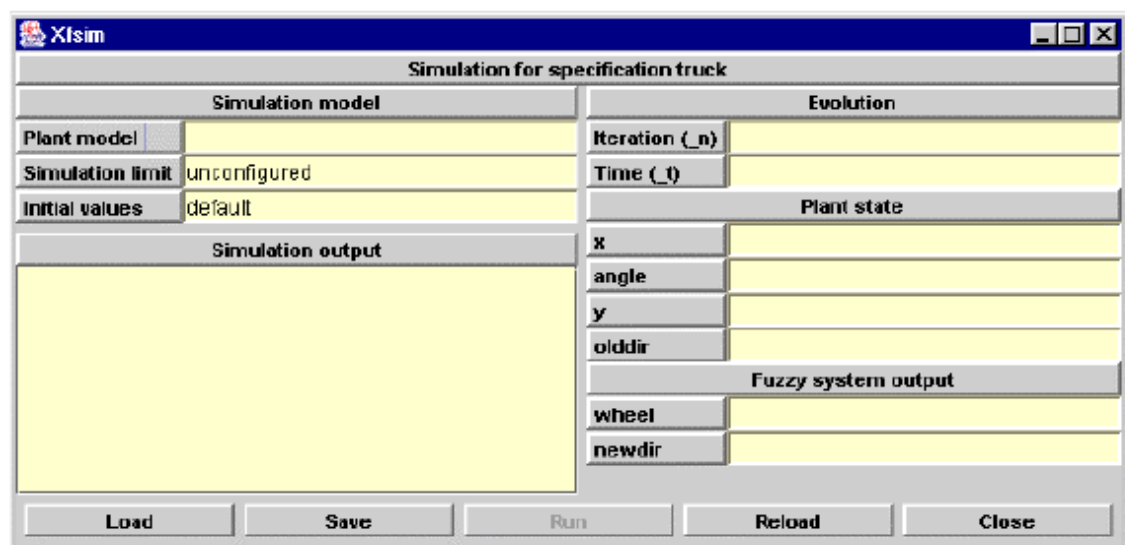 Xfsim
Simulation for specification truck
Simulation model
Plant model
Simulation limit unconfigured
Initial values default
Simulation output
Evolution
Iteration (_n)
Time (_t)
Plant state
x
angle
y
olddir
Fuzzy system output
wheel
newdir
Load Save Run Reload Close